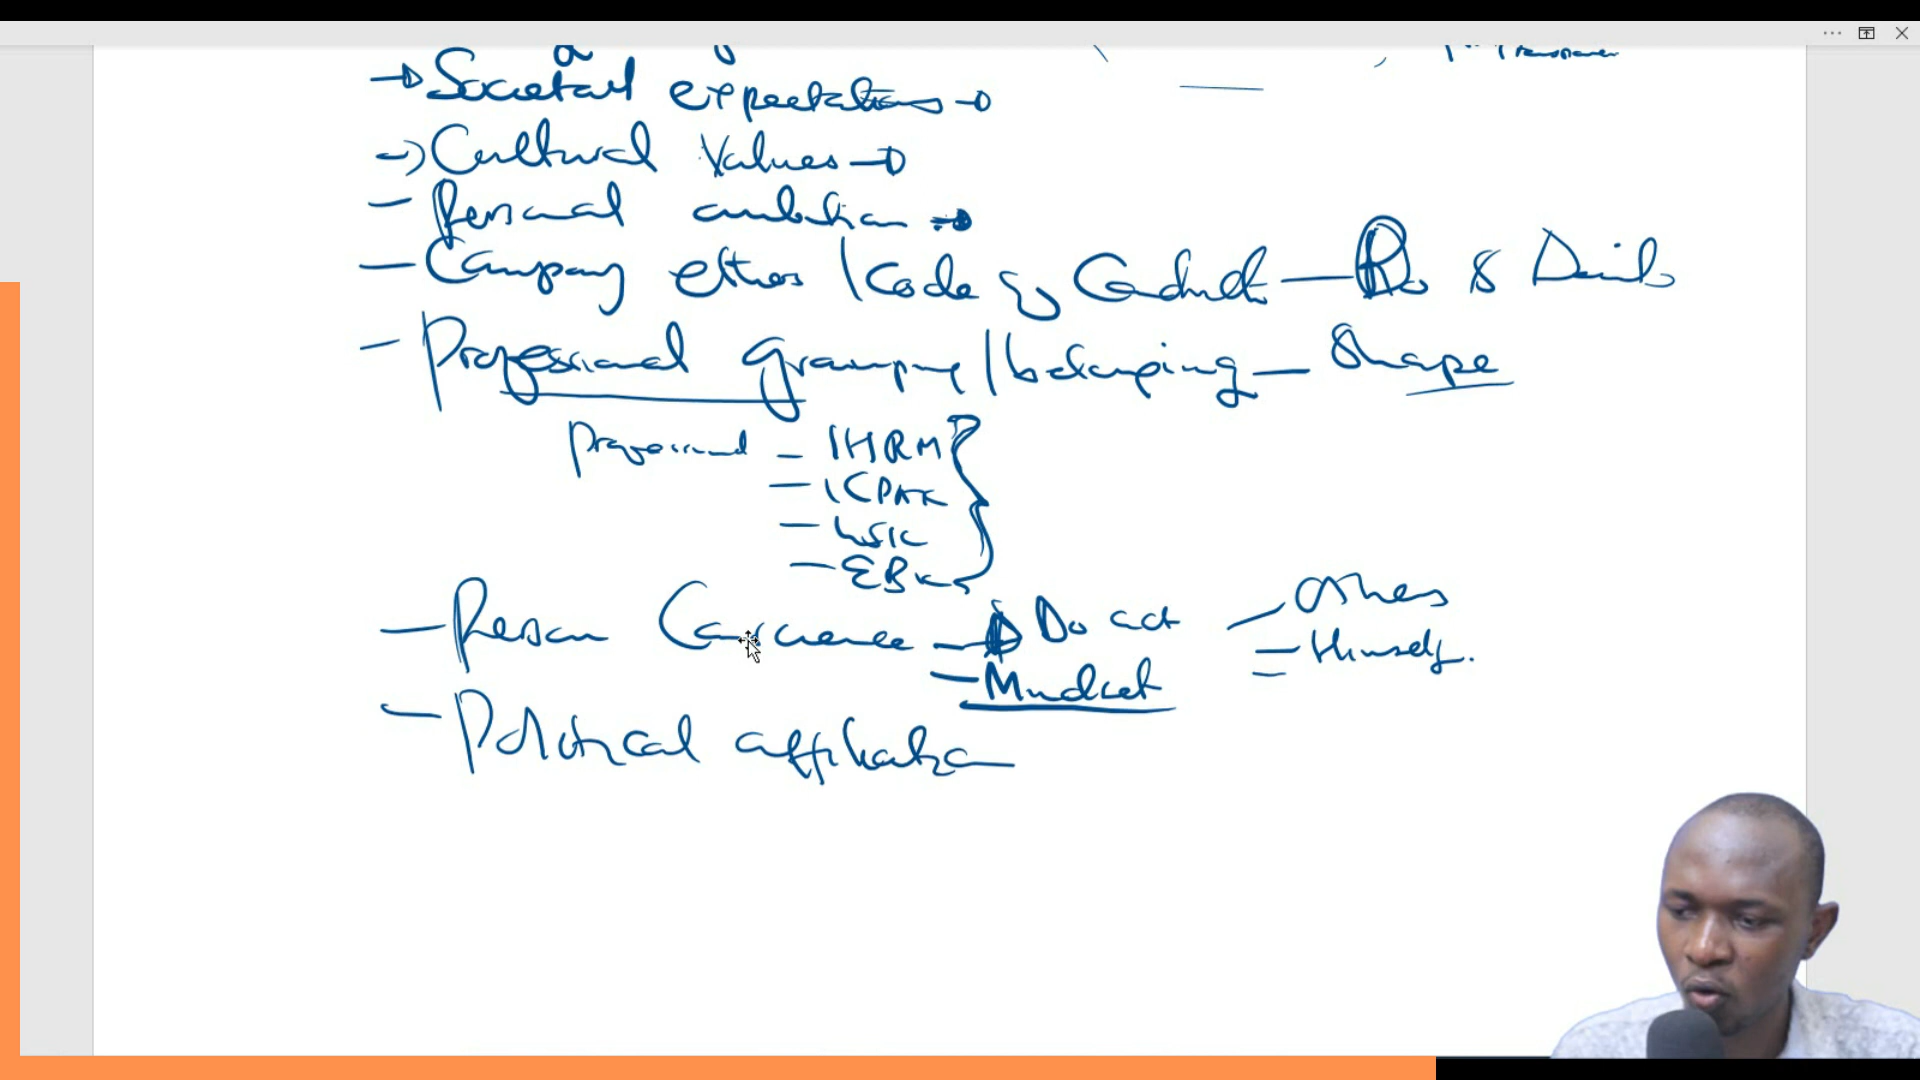 → Societal expectations →
→ Cultural Values →
- Personal ambition →
- Company ethos / Code of Conduct - Do & Don'ts
- Professional grouping / belonging - Shape
Professional - IHRM
- ICPAK
- LSK
- EBK
- Person Conscience → Do act - Others
- Mindset = Himself.
- Political affiliation